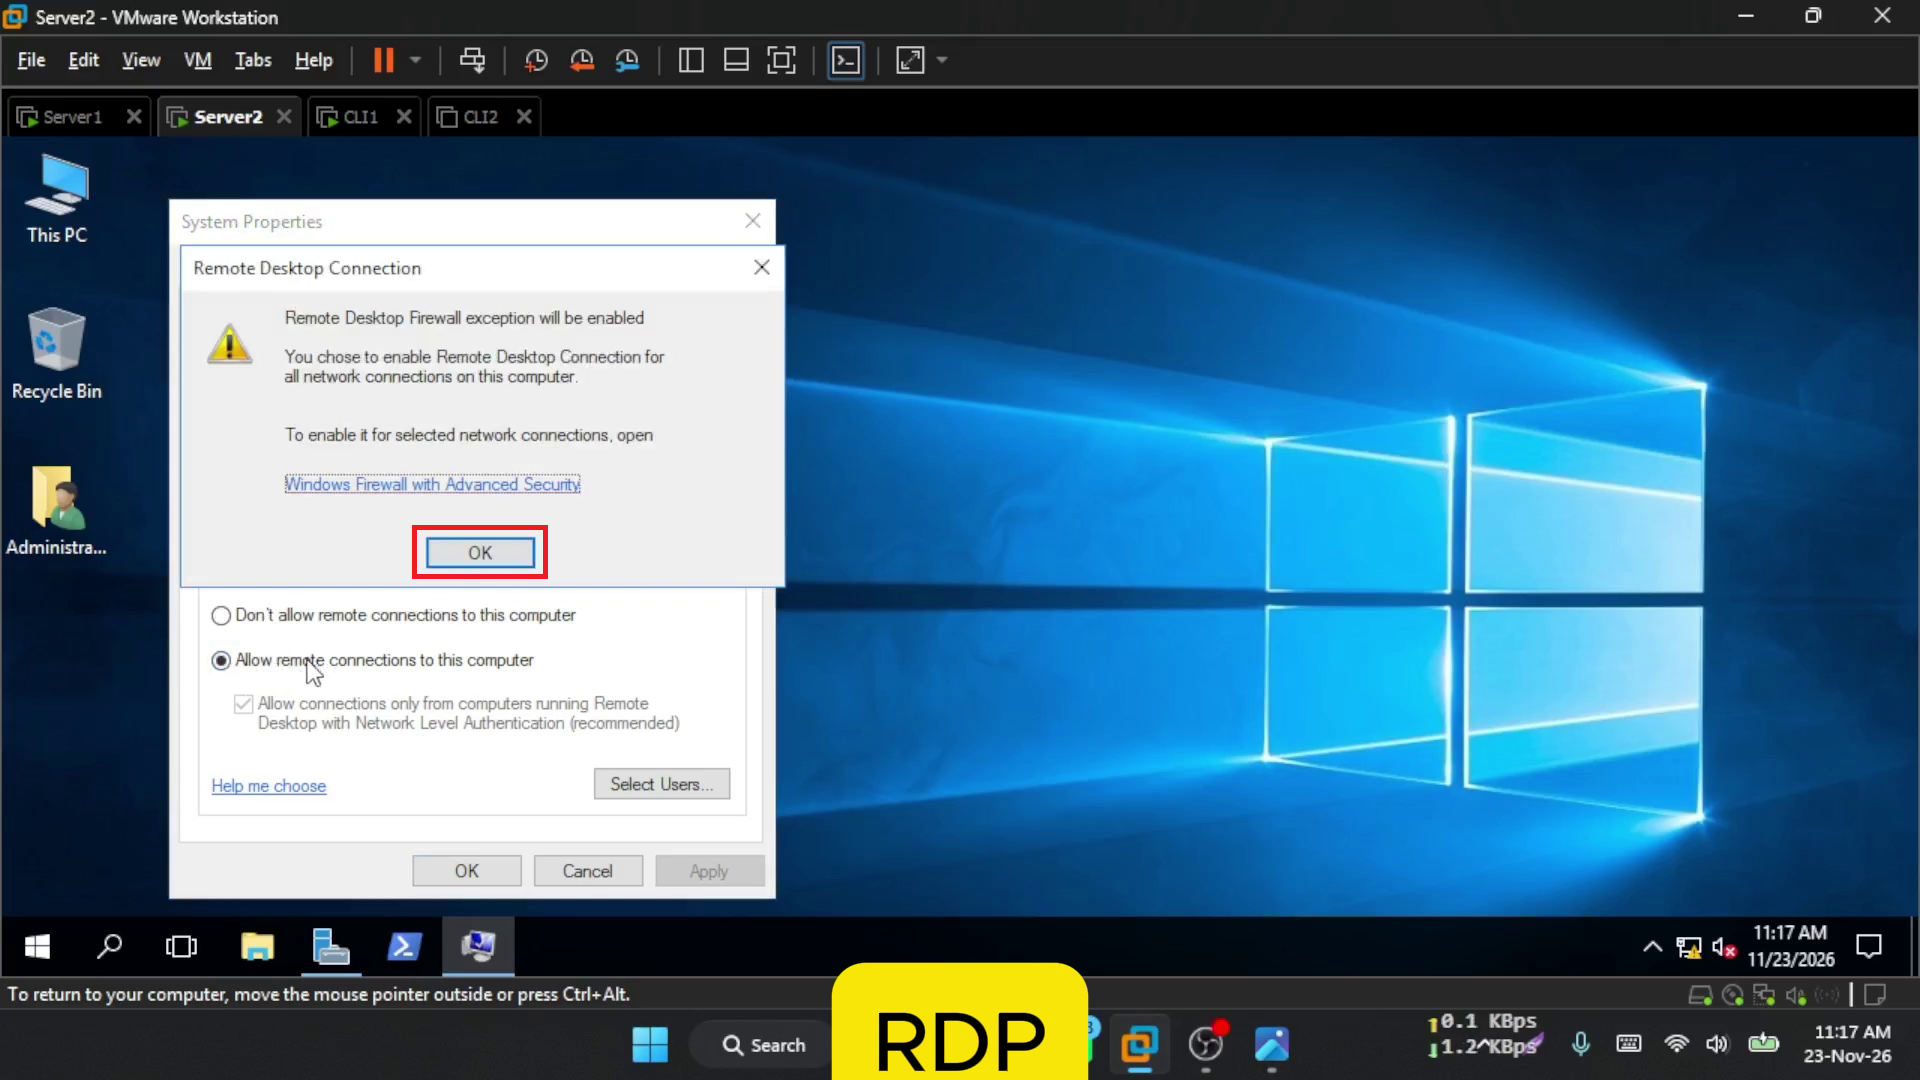 Server2 - VMware Workstation
File Edit View VM Tabs Help
Server1 Server2 CLI1 CLI2
This PC
Recycle Bin
Administra...
System Properties
Remote Desktop Connection
Remote Desktop Firewall exception will be enabled
You chose to enable Remote Desktop Connection for
all network connections on this computer.
To enable it for selected network connections, open
Windows Firewall with Advanced Security
OK
Don't allow remote connections to this computer
Allow remote connections to this computer
Allow connections only from computers running Remote
Desktop with Network Level Authentication (recommended)
Help me choose
Select Users...
OK Cancel Apply
11:17 AM
11/23/2026
To return to your computer, move the mouse pointer outside or press Ctrl+Alt.
Search
RDP
0.1 KBps
1.2 KBps
11:17 AM
23-Nov-26